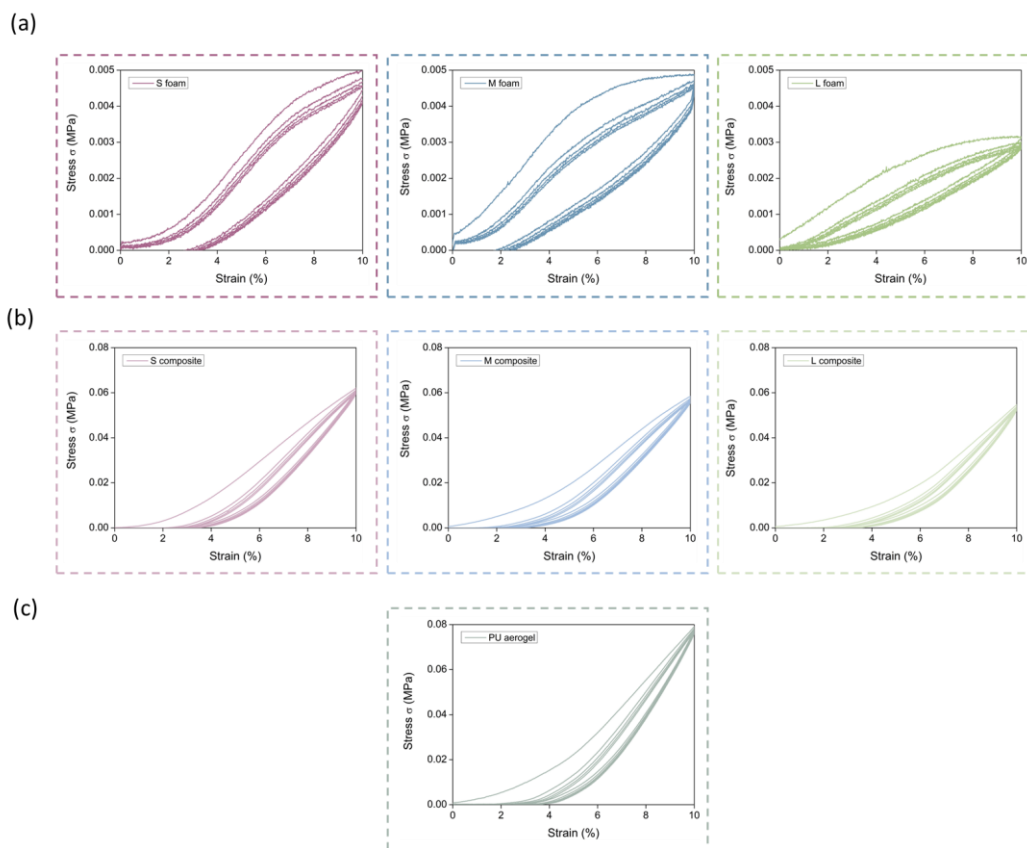 (a)
S foam
M foam
L foam
Stress σ (MPa)
0.005
0.004
0.003
0.002
0.001
0.000
0 2 4 6 8 10
Strain (%)
Stress σ (MPa)
0.005
0.004
0.003
0.002
0.001
0.000
0 2 4 6 8 10
Strain (%)
Stress σ (MPa)
0.005
0.004
0.003
0.002
0.001
0.000
0 2 4 6 8 10
Strain (%)
(b)
S composite
M composite
L composite
Stress σ (MPa)
0.08
0.06
0.04
0.02
0.00
0 2 4 6 8 10
Strain (%)
Stress σ (MPa)
0.08
0.06
0.04
0.02
0.00
0 2 4 6 8 10
Strain (%)
Stress σ (MPa)
0.08
0.06
0.04
0.02
0.00
0 2 4 6 8 10
Strain (%)
(c)
PU aerogel
Stress σ (MPa)
0.08
0.06
0.04
0.02
0.00
0 2 4 6 8 10
Strain (%)